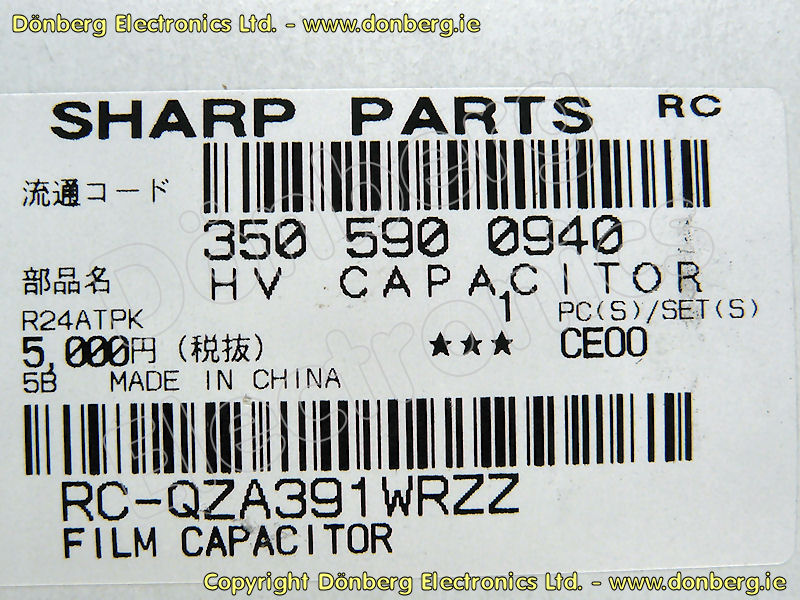 Dönberg Electronics Ltd. - www.donberg.ie
SHARP PARTS RC
流通コード
350 590 0940
部品名 HV CAPACITOR
R24ATPK 1 PC(S)/SET(S)
5,000円 (税抜) ★★★ CE00
5B MADE IN CHINA
RC-QZA391WRZZ
FILM CAPACITOR
Dönberg Electronics
Copyright Dönberg Electronics Ltd. - www.donberg.ie